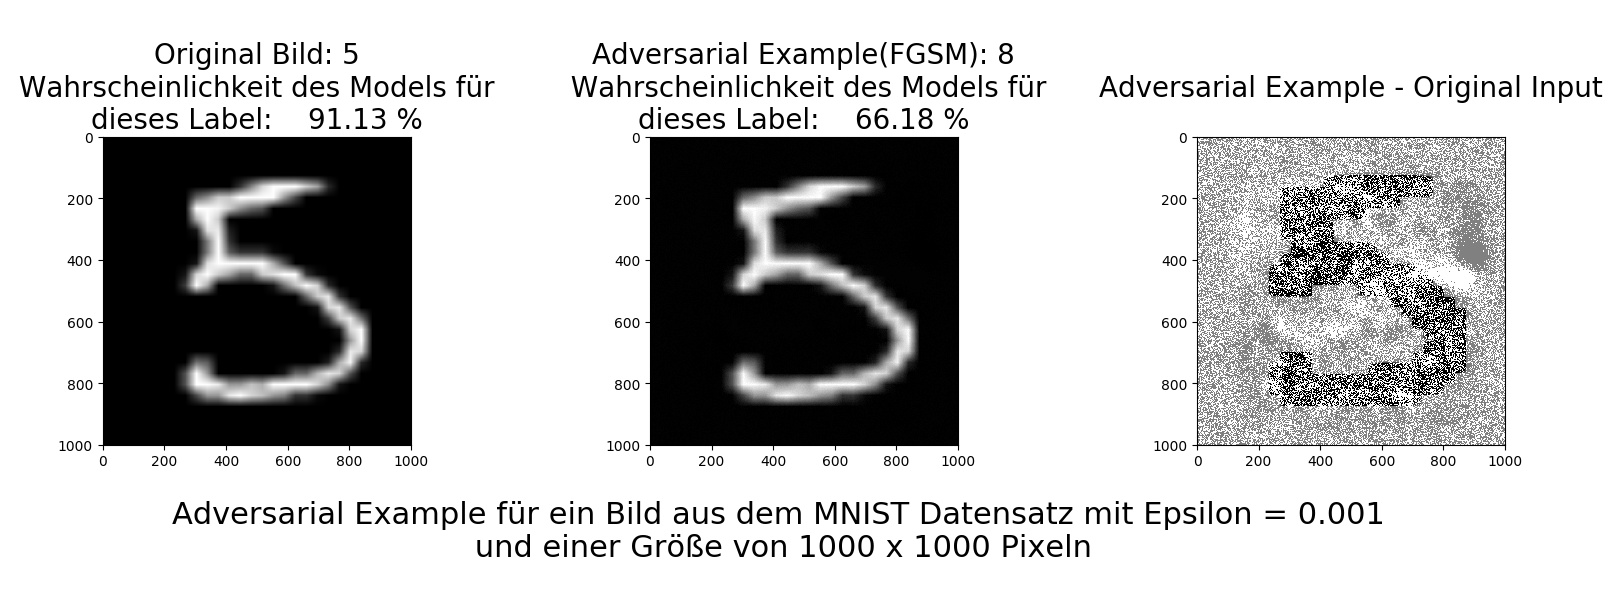 Original Bild: 5
Wahrscheinlichkeit des Models für
dieses Label: 91.13 %
0
200
400
600
800
1000
0 200 400 600 800 1000
Adversarial Example(FGSM): 8
Wahrscheinlichkeit des Models für
dieses Label: 66.18 %
0
200
400
600
800
1000
0 200 400 600 800 1000
Adversarial Example - Original Input
0
200
400
600
800
1000
0 200 400 600 800 1000
5
5
Adversarial Example für ein Bild aus dem MNIST Datensatz mit Epsilon = 0.001
und einer Größe von 1000 x 1000 Pixeln